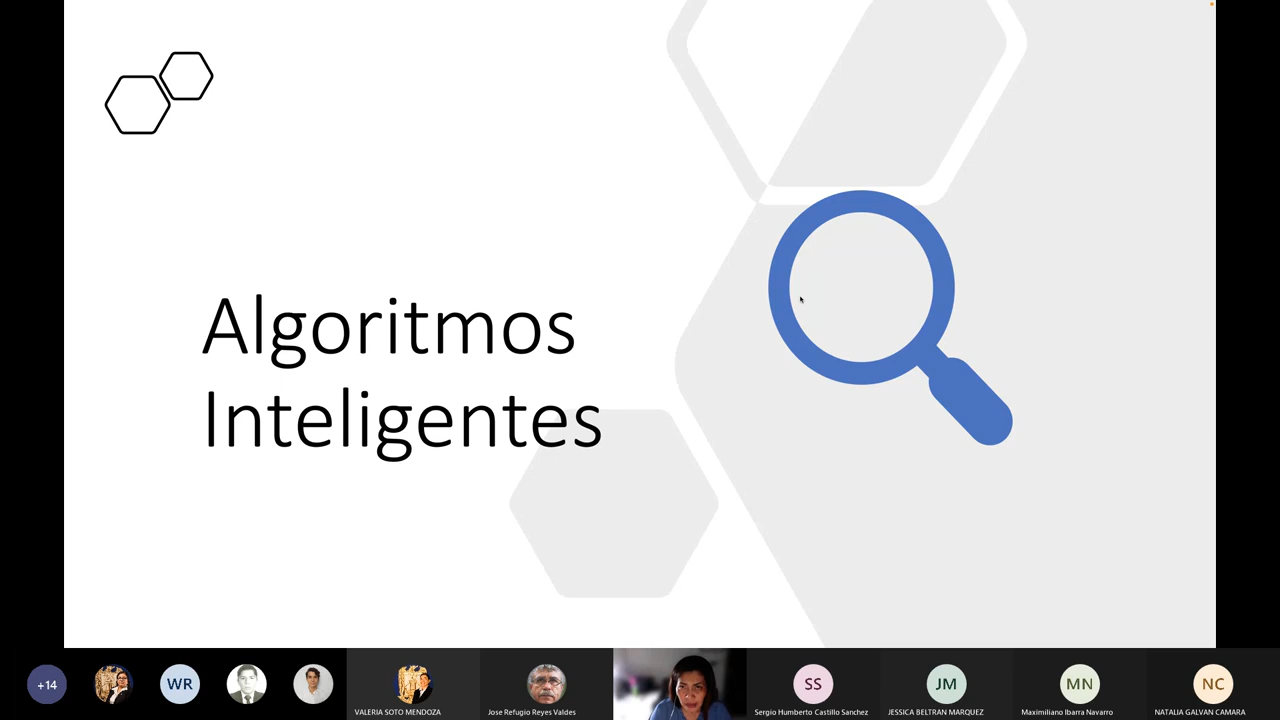 Algoritmos
Inteligentes
+14
WR
VALERIA SOTO MENDOZA
Jose Refugio Reyes Valdes
SS
Sergio Humberto Castillo Sanchez
JM
JESSICA BELTRAN MARQUEZ
MN
Maximiliano Ibarra Navarro
NC
NATALIA GALVAN CAMARA